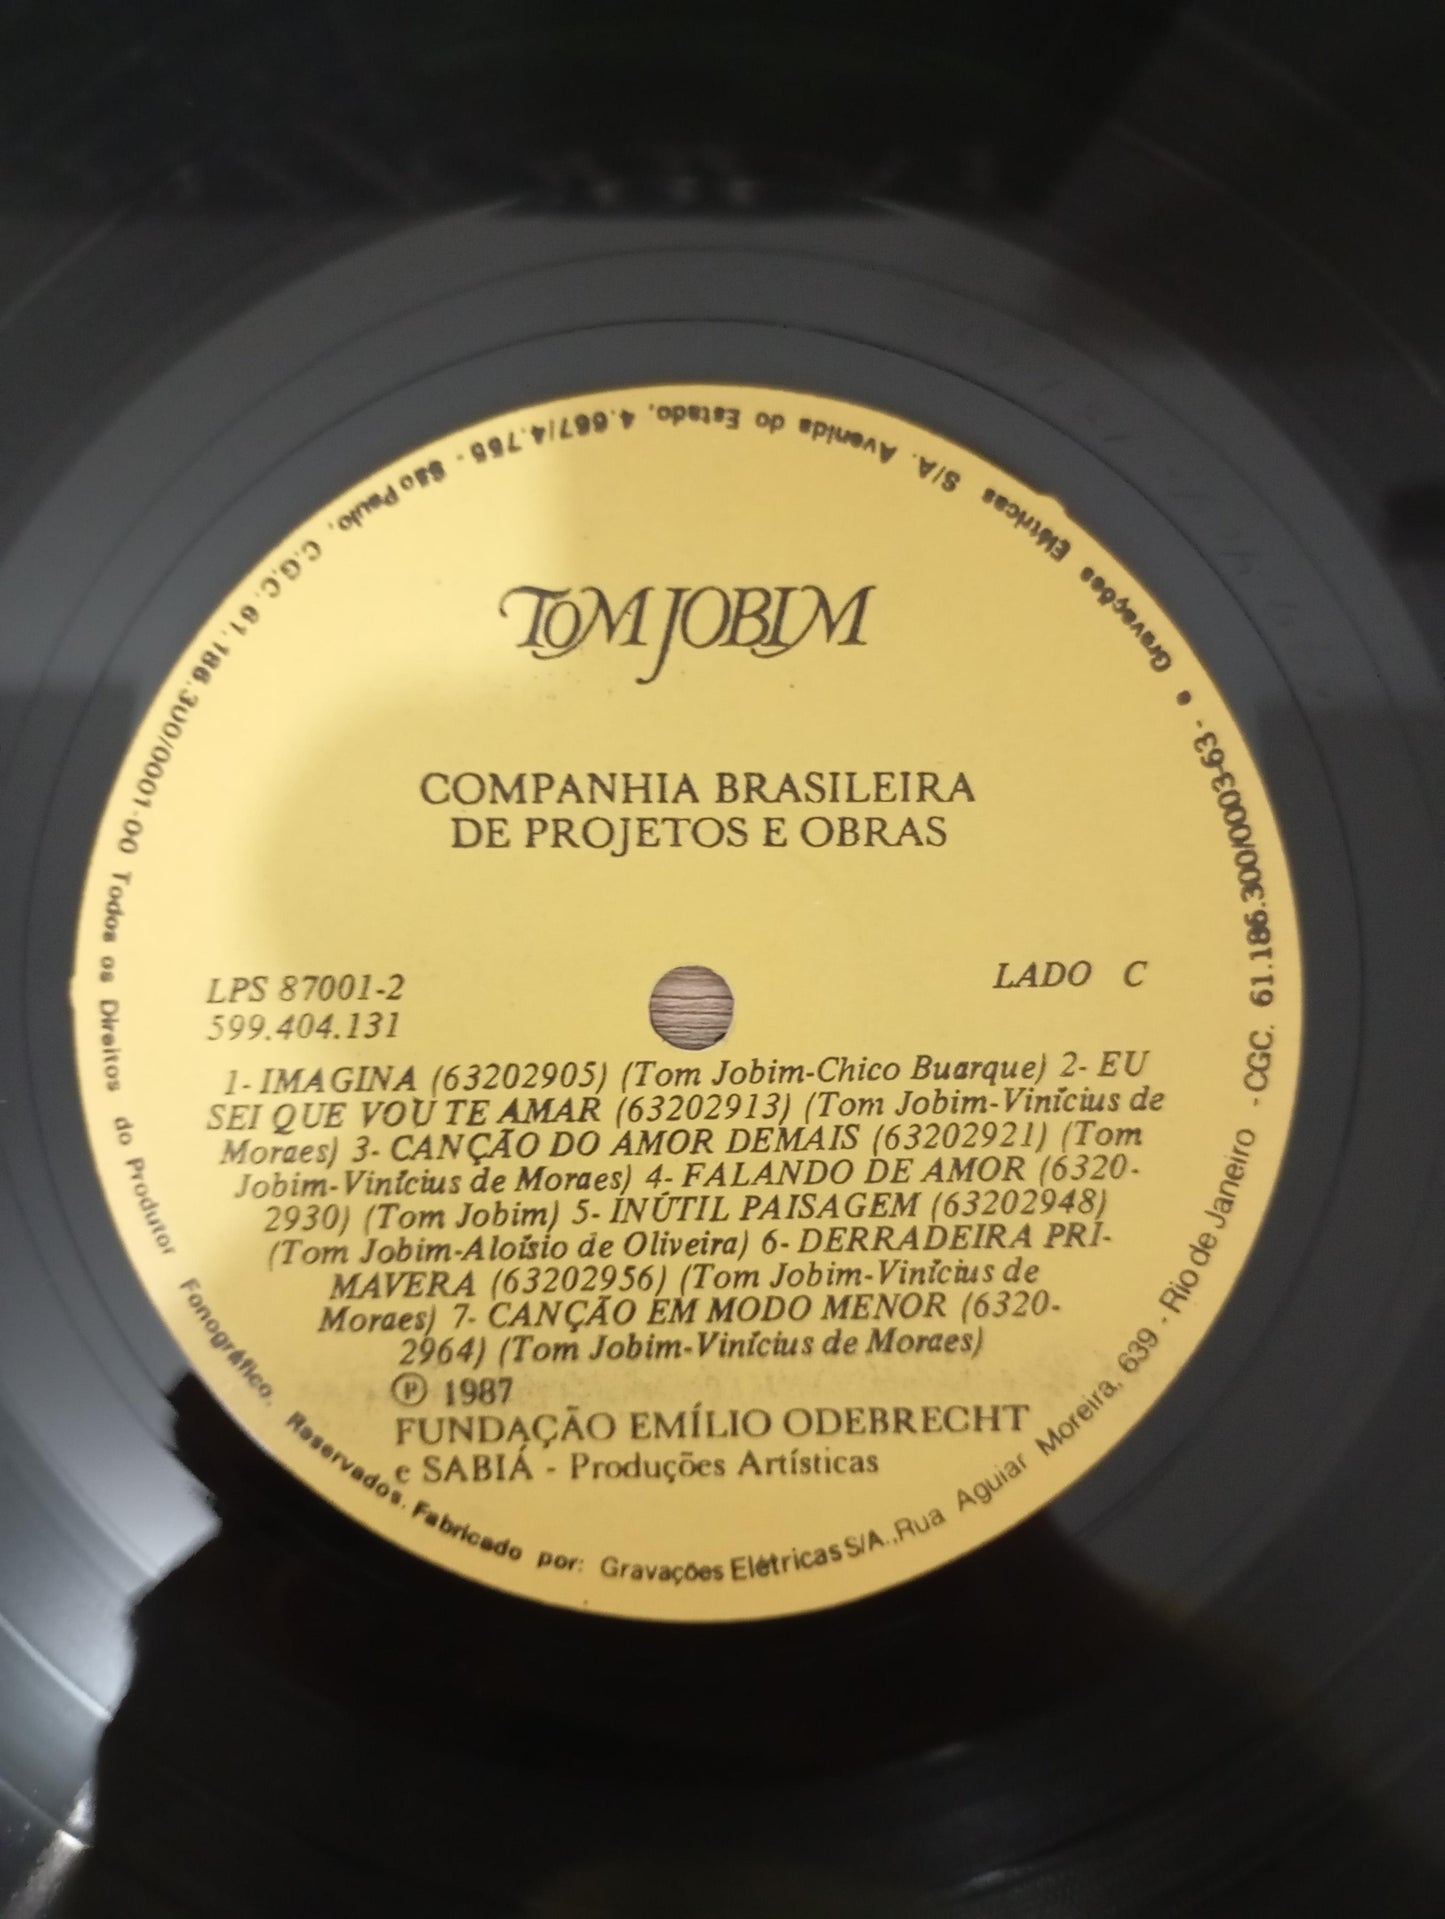 TOM JOBIM
COMPANHIA BRASILEIRA
DE PROJETOS E OBRAS
LPS 87001-2
599.404.131
LADO C
1- IMAGINA (63202905) (Tom Jobim-Chico Buarque) 2- EU
SEI QUE VOU TE AMAR (63202913) (Tom Jobim-Vinícius de
Moraes) 3- CANÇÃO DO AMOR DEMAIS (63202921) (Tom
Jobim-Vinícius de Moraes) 4- FALANDO DE AMOR (6320-
2930) (Tom Jobim) 5- INÚTIL PAISAGEM (63202948)
(Tom Jobim-Aloísio de Oliveira) 6- DERRADEIRA PRI-
MAVERA (63202956) (Tom Jobim-Vinícius de
Moraes) 7- CANÇÃO EM MODO MENOR (6320-
2964) (Tom Jobim-Vinícius de Moraes)
Ⓟ 1987
FUNDAÇÃO EMÍLIO ODEBRECHT
e SABIÁ - Produções Artísticas
Todos os Direitos do Produtor Fonográfico. Reservados. Fabricado por: Gravações Elétricas S/A.,Rua Aguiar Moreira, 639 - Rio de Janeiro - CGC. 61.186.300/0003-63 - e Gravações Elétricas S/A. Avenida do Estado, 4.667/4.755 - São Paulo, C.G.C. 61.186.300/0001-00